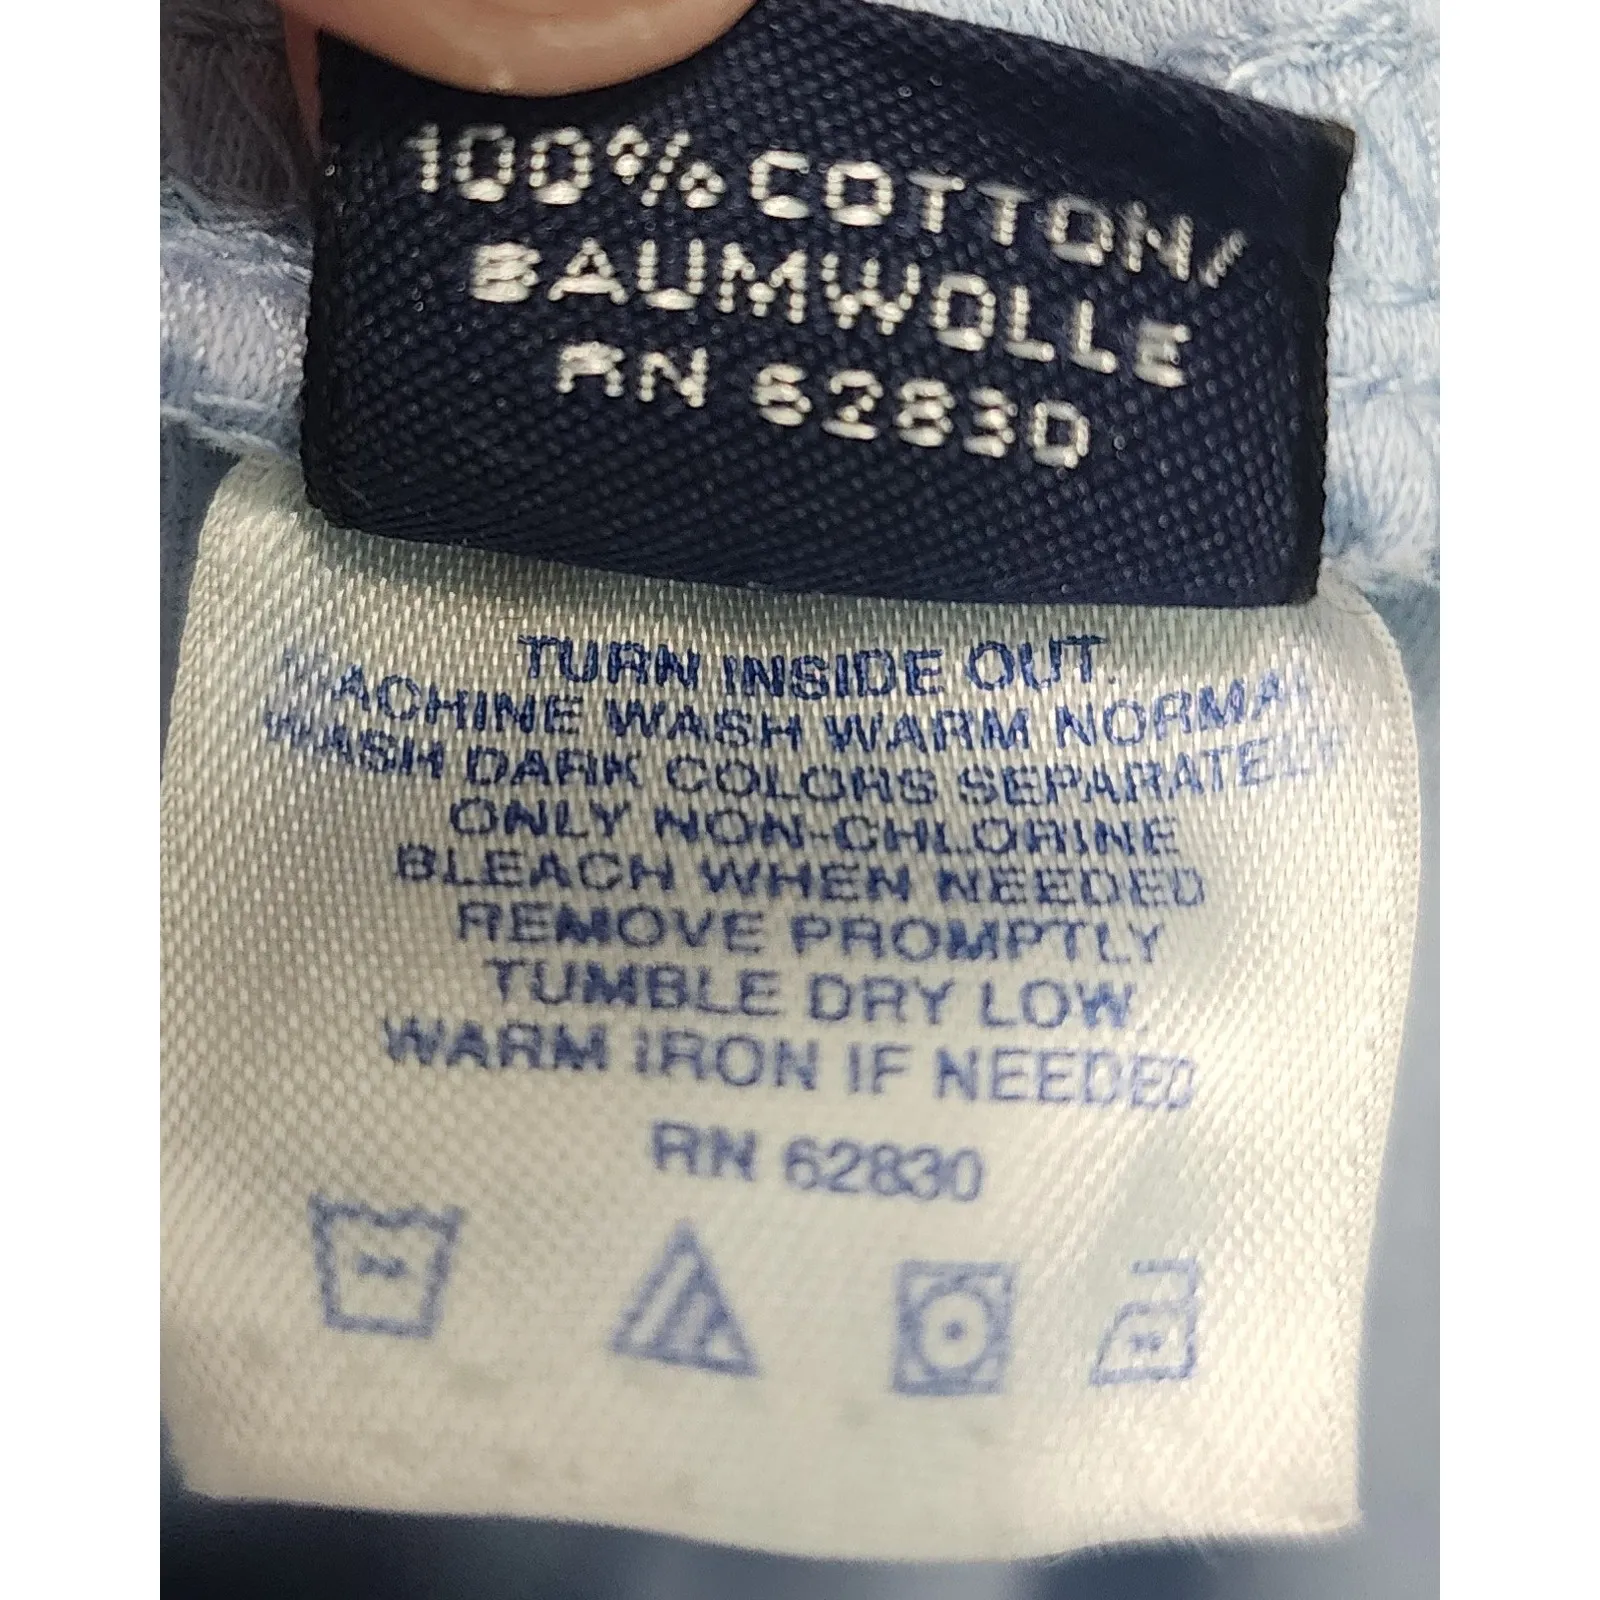 100% COTTON/
BAUMWOLLE
RN 62830
TURN INSIDE OUT.
MACHINE WASH WARM NORMAL
WASH DARK COLORS SEPARATELY
ONLY NON-CHLORINE
BLEACH WHEN NEEDED
REMOVE PROMPTLY
TUMBLE DRY LOW.
WARM IRON IF NEEDED
RN 62830